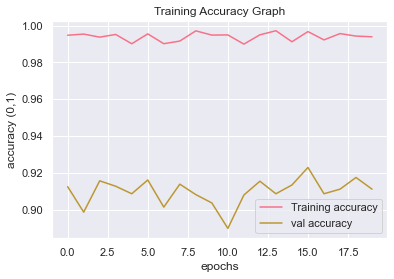 Training Accuracy Graph
accuracy (0,1)
1.00
0.98
0.96
0.94
0.92
0.90
Training accuracy
val accuracy
0.0 2.5 5.0 7.5 10.0 12.5 15.0 17.5
epochs